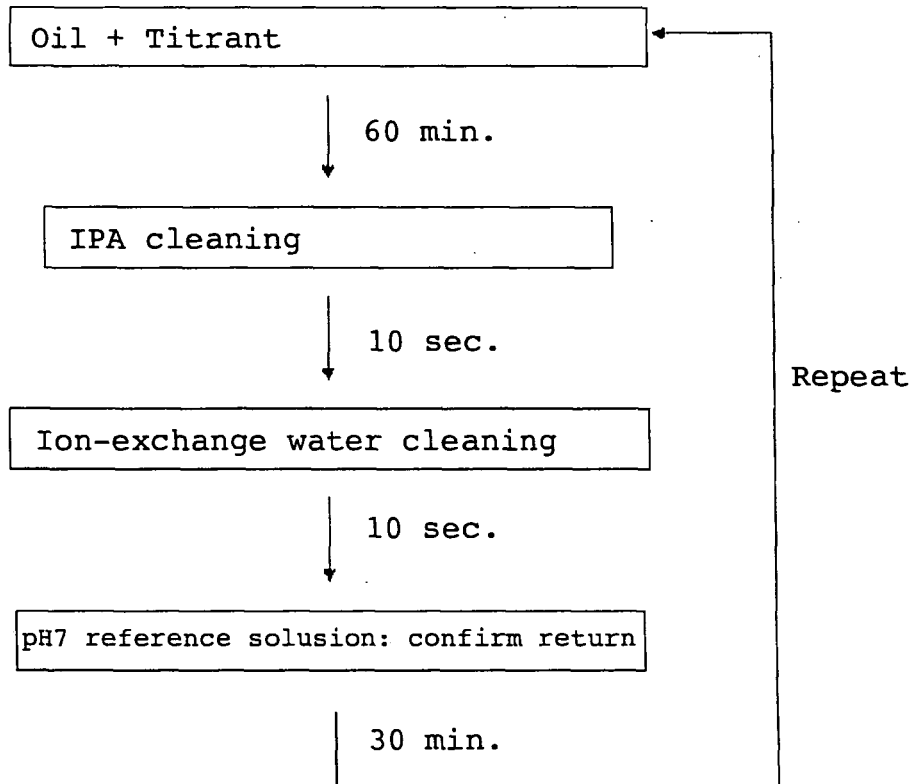 Oil + Titrant
60 min.
IPA cleaning
10 sec.
Repeat
Ion-exchange water cleaning
10 sec.
pH7 reference solusion: confirm return
30 min.